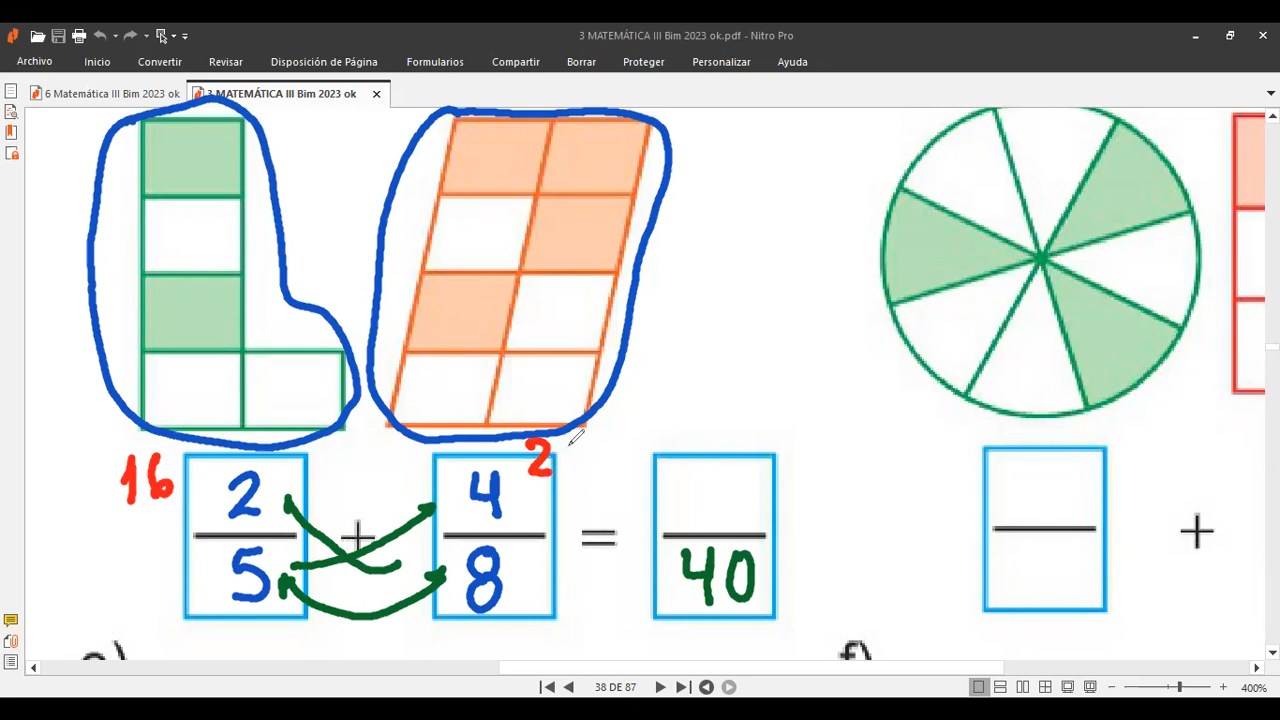 3 MATEMÁTICA III Bim 2023 ok.pdf - Nitro Pro
Archivo Inicio Convertir Revisar Disposición de Página Formularios Compartir Borrar Proteger Personalizar Ayuda
6 Matemática III Bim 2023 ok 3 MATEMÁTICA III Bim 2023 ok
16 2 4 2
+ = +
5 8 40
f)
38 DE 87 400%